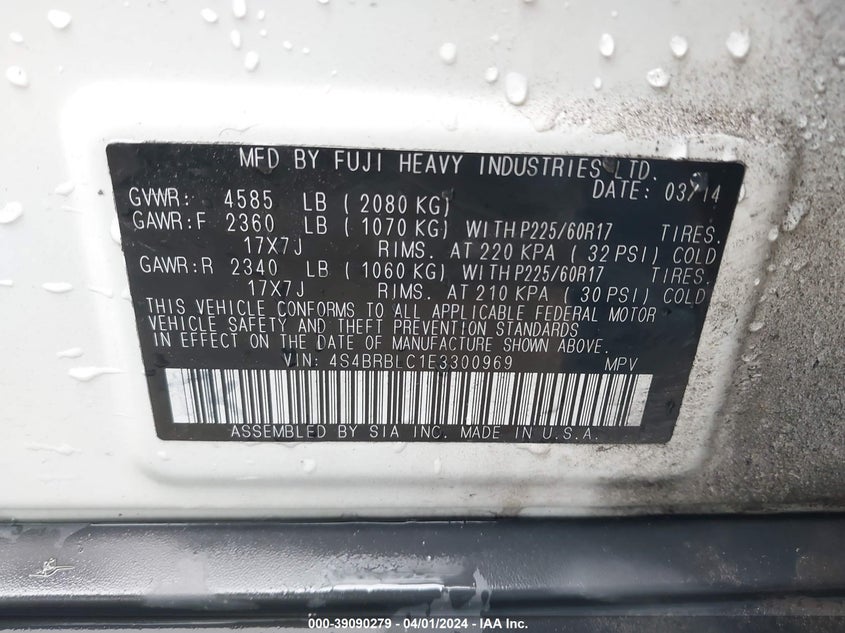 MFD BY FUJI HEAVY INDUSTRIES LTD.
DATE: 03/14
GVWR: 4585 LB ( 2080 KG)
GAWR:F 2360 LB ( 1070 KG) WITH P225/60R17 TIRES.
17X7J RIMS. AT 220 KPA ( 32 PSI) COLD
GAWR:R 2340 LB ( 1060 KG) WITH P225/60R17 TIRES.
17X7J RIMS. AT 210 KPA ( 30 PSI) COLD
THIS VEHICLE CONFORMS TO ALL APPLICABLE FEDERAL MOTOR
VEHICLE SAFETY AND THEFT PREVENTION STANDARDS
IN EFFECT ON THE DATE OF MANUFACTURE SHOWN ABOVE.
VIN: 4S4BRBLC1E3300969 MPV
ASSEMBLED BY SIA INC. MADE IN U.S.A.
000-39090279 - 04/01/2024 - IAA Inc.